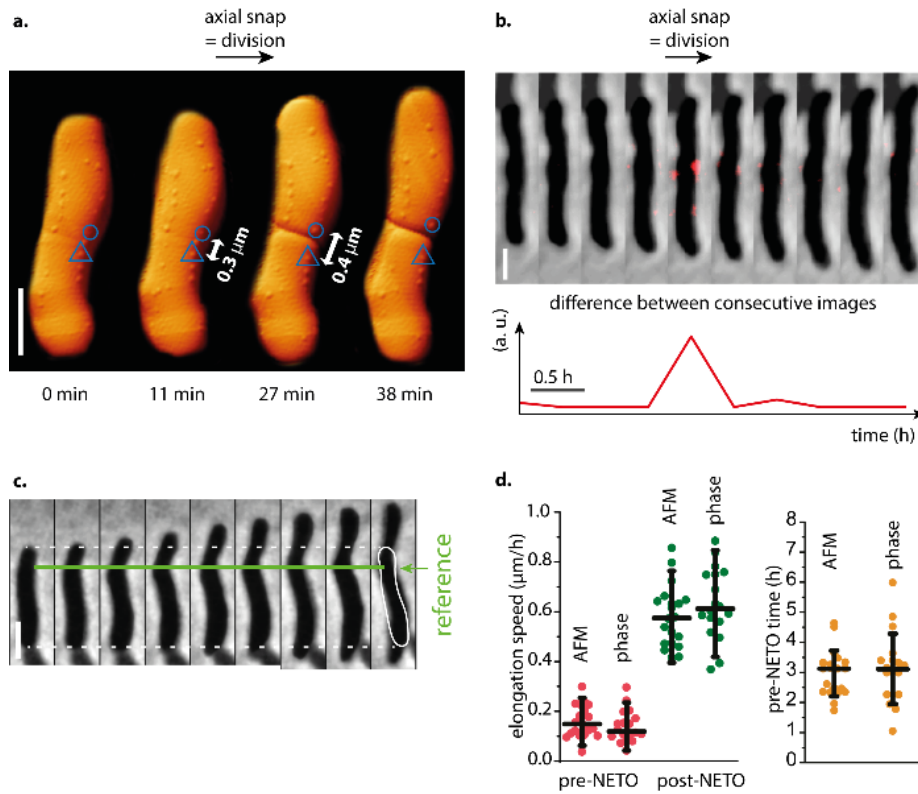 a.
axial snap
= division
0.3 μm
0.4 μm
0 min
11 min
27 min
38 min
b.
axial snap
= division
difference between consecutive images
(a. u.)
0.5 h
time (h)
c.
reference
d.
elongation speed (μm/h)
1.0
0.8
0.6
0.4
0.2
0.0
AFM
phase
AFM
phase
pre-NETO
post-NETO
pre-NETO time (h)
8
7
6
5
4
3
2
1
0
AFM
phase